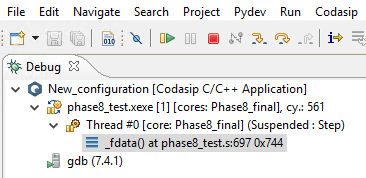 File Edit Navigate Search Pydev Run Codasip
Debug
New_configuration [Codasip C/C++ Application]
phase8_test.xexe [1] [cores: Phase8_final], cy.: 561
Thread #0 [core: Phase8_final] (Suspended : Step)
_fdata() at phase8_test.s:697 0x744
gdb (7.4.1)